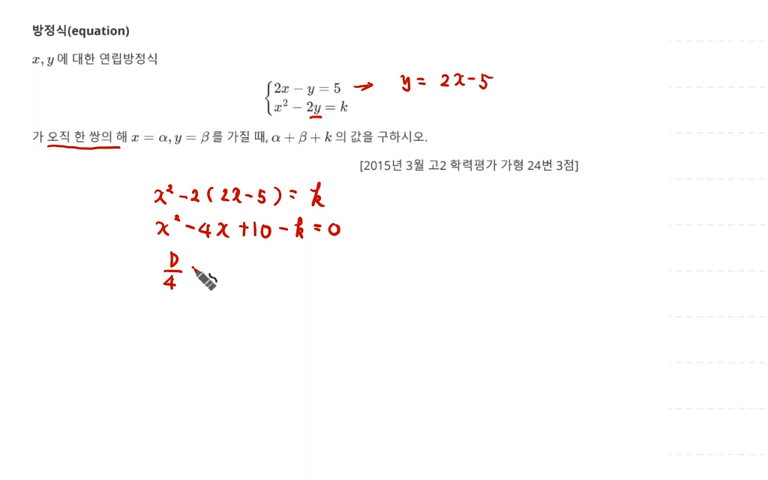 방정식(equation)
x, y 에 대한 연립방정식
2x − y = 5 → y = 2x-5
x² − 2y = k
가 오직 한 쌍의 해 x = α, y = β 를 가질 때, α + β + k 의 값을 구하시오.
[2015년 3월 고2 학력평가 가형 24번 3점]
x²-2(2x-5) = k
x²-4x+10-k=0
D/4